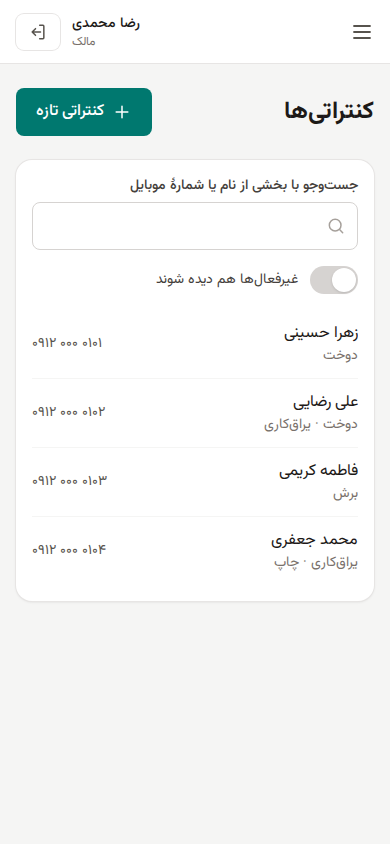 رضا محمدی
مالک
کنتراتی‌ها
کنتراتی تازه
جست‌وجو با بخشی از نام یا شمارهٔ موبایل
غیرفعال‌ها هم دیده شوند
زهرا حسینی
دوخت
۰۹۱۲ ۰۰۰ ۰۱۰۱
علی رضایی
دوخت · یراق‌کاری
۰۹۱۲ ۰۰۰ ۰۱۰۲
فاطمه کریمی
برش
۰۹۱۲ ۰۰۰ ۰۱۰۳
محمد جعفری
یراق‌کاری · چاپ
۰۹۱۲ ۰۰۰ ۰۱۰۴